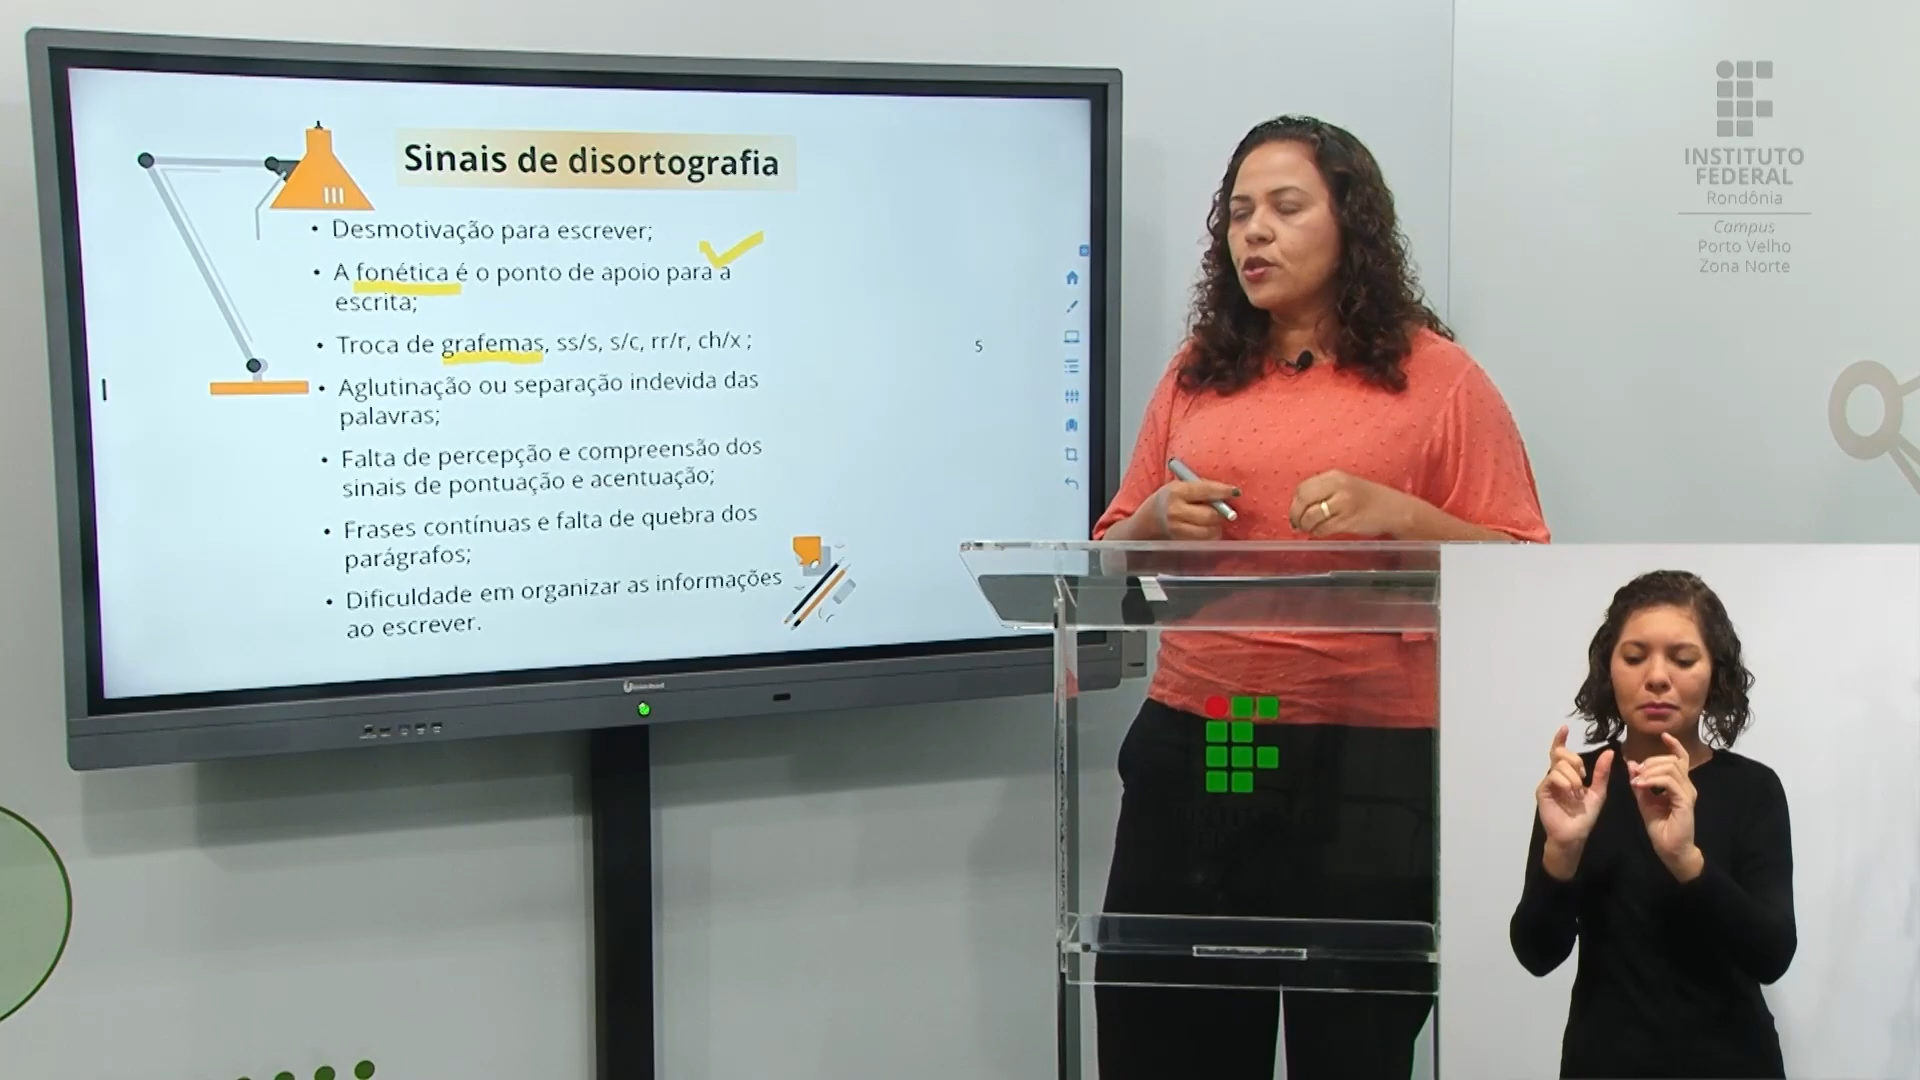 Sinais de disortografia
• Desmotivação para escrever;
• A fonética é o ponto de apoio para a
escrita;
• Troca de grafemas, ss/s, s/c, rr/r, ch/x ;
• Aglutinação ou separação indevida das
palavras;
• Falta de percepção e compreensão dos
sinais de pontuação e acentuação;
• Frases contínuas e falta de quebra dos
parágrafos;
• Dificuldade em organizar as informações
ao escrever.
5
INSTITUTO
FEDERAL
Rondônia
Campus
Porto Velho
Zona Norte